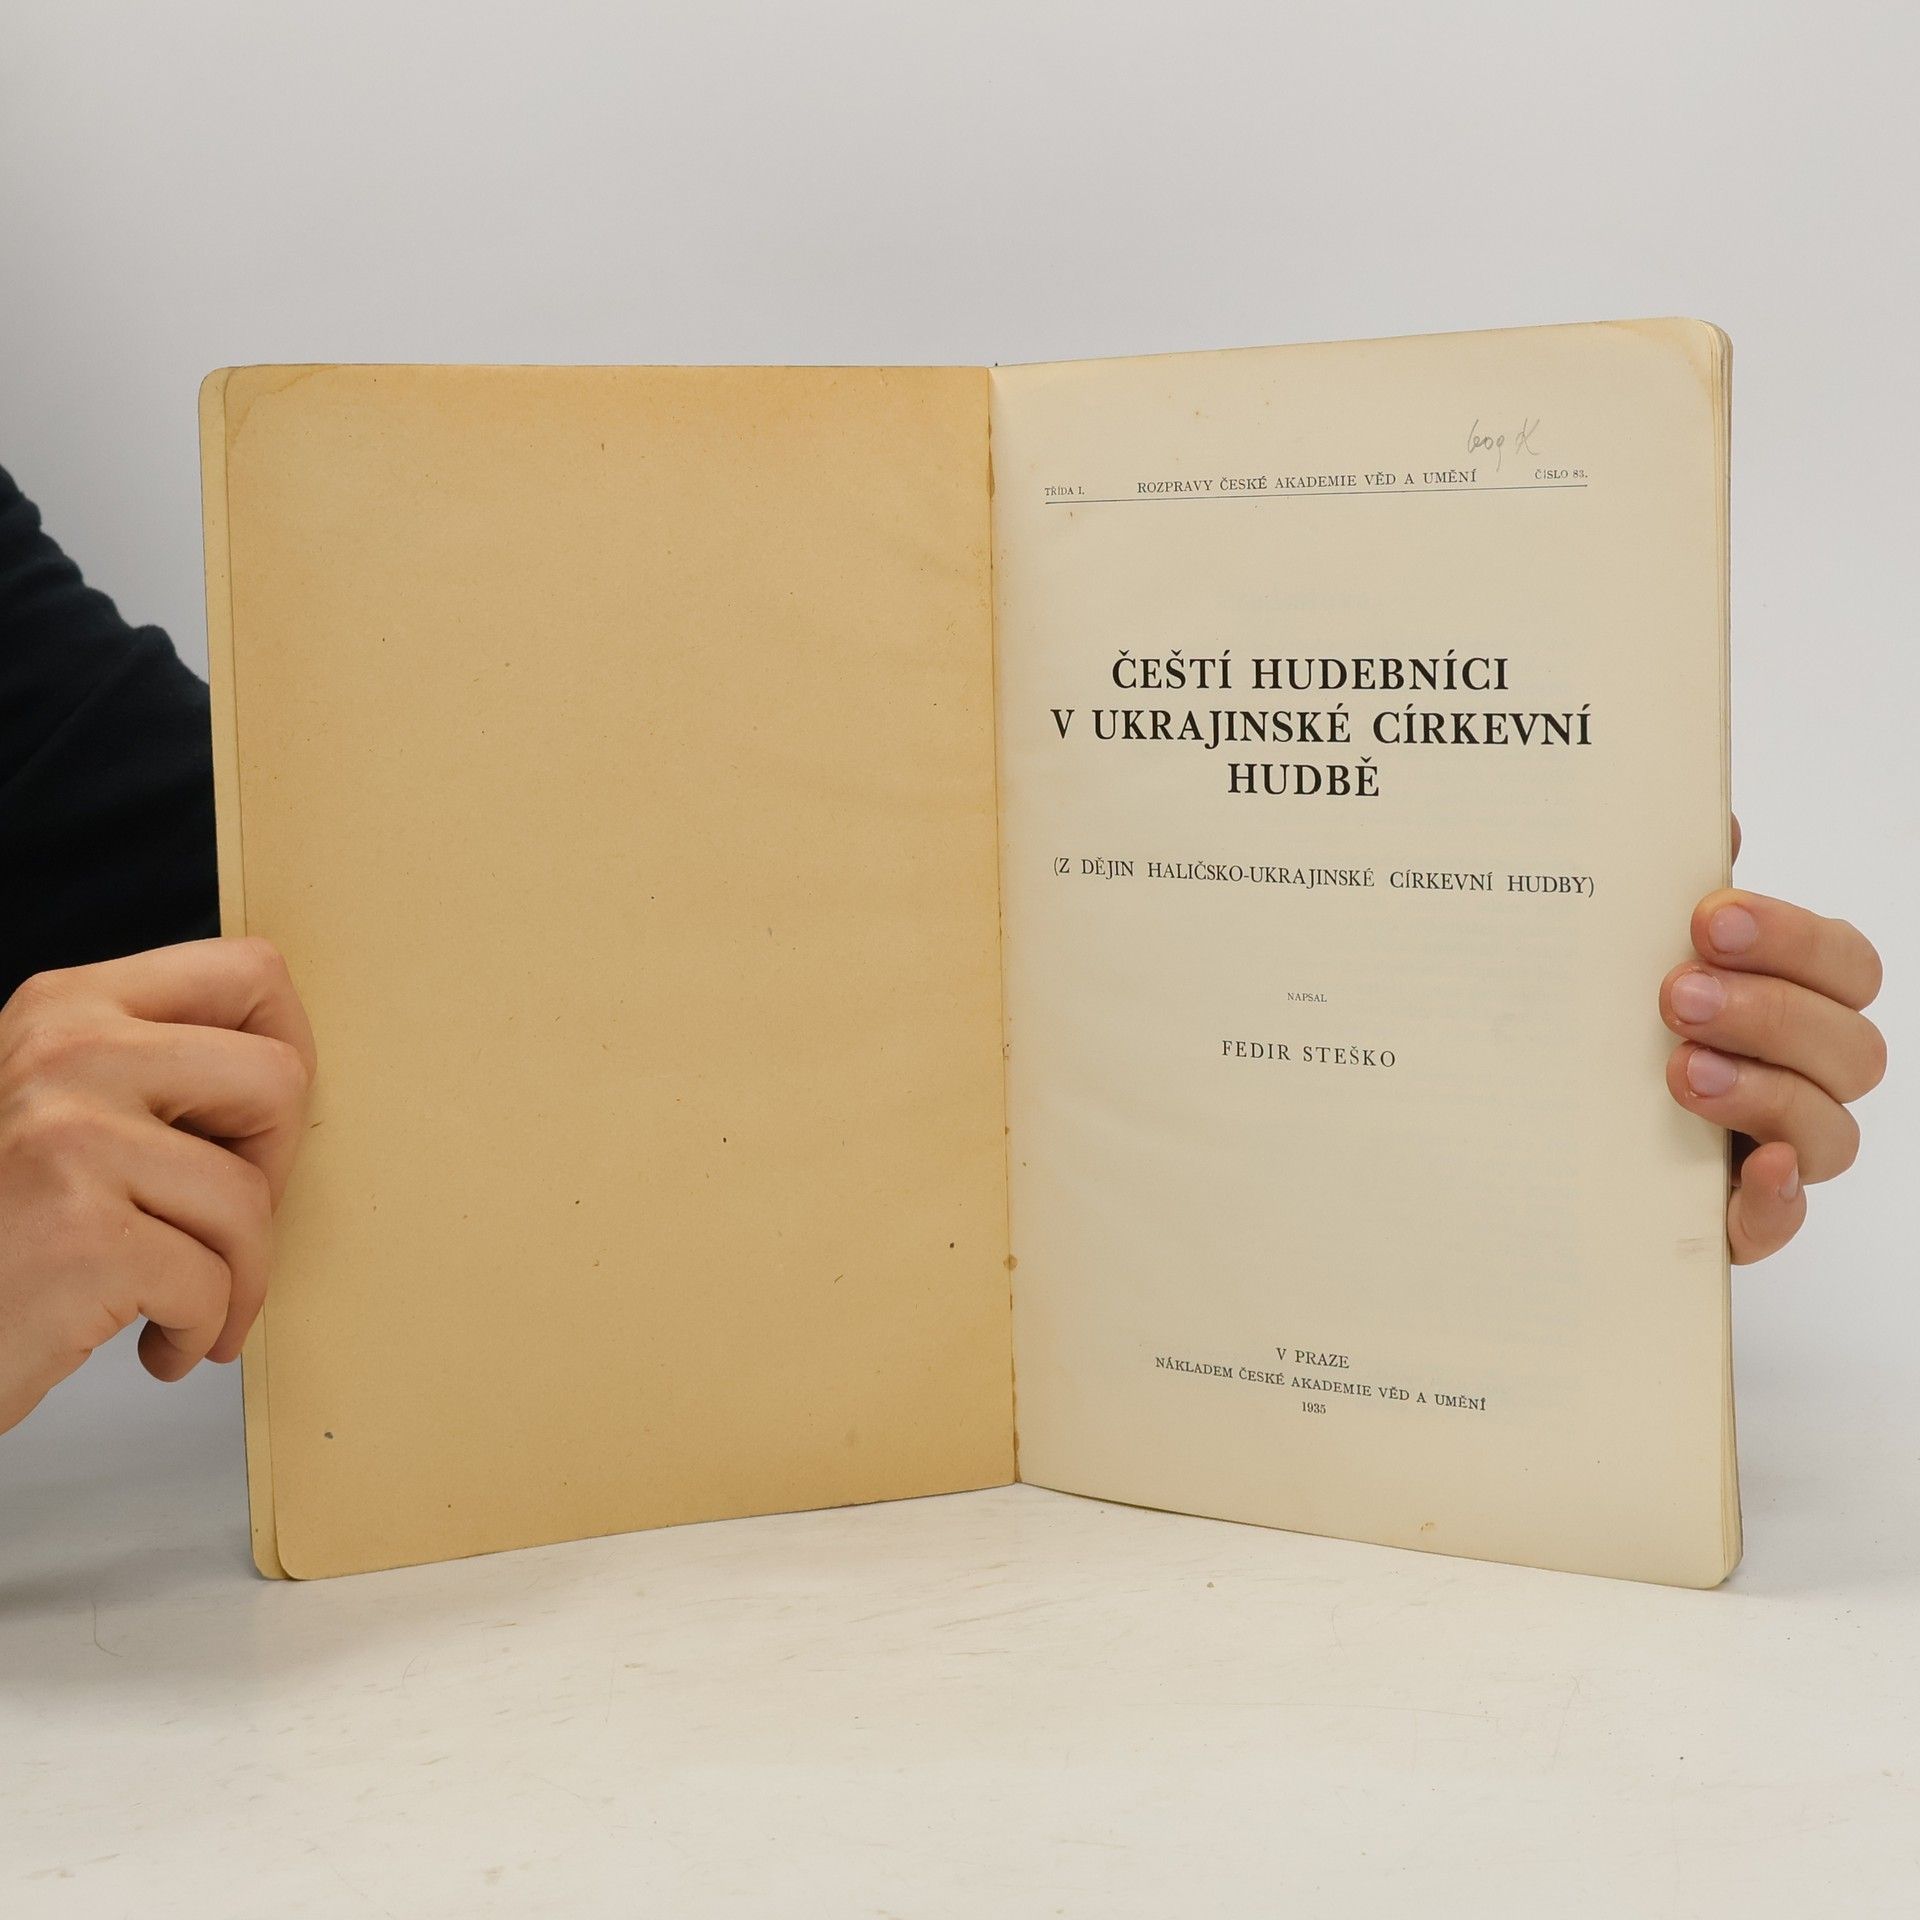 TŘÍDA I. ROZPRAVY ČESKÉ AKADEMIE VĚD A UMĚNÍ ČÍSLO 83.
ČEŠTÍ HUDEBNÍCI
V UKRAJINSKÉ CÍRKEVNÍ
HUDBĚ
(Z DĚJIN HALIČSKO-UKRAJINSKÉ CÍRKEVNÍ HUDBY)
NAPSAL
FEDIR STEŠKO
V PRAZE
NÁKLADEM ČESKÉ AKADEMIE VĚD A UMĚNÍ
1935